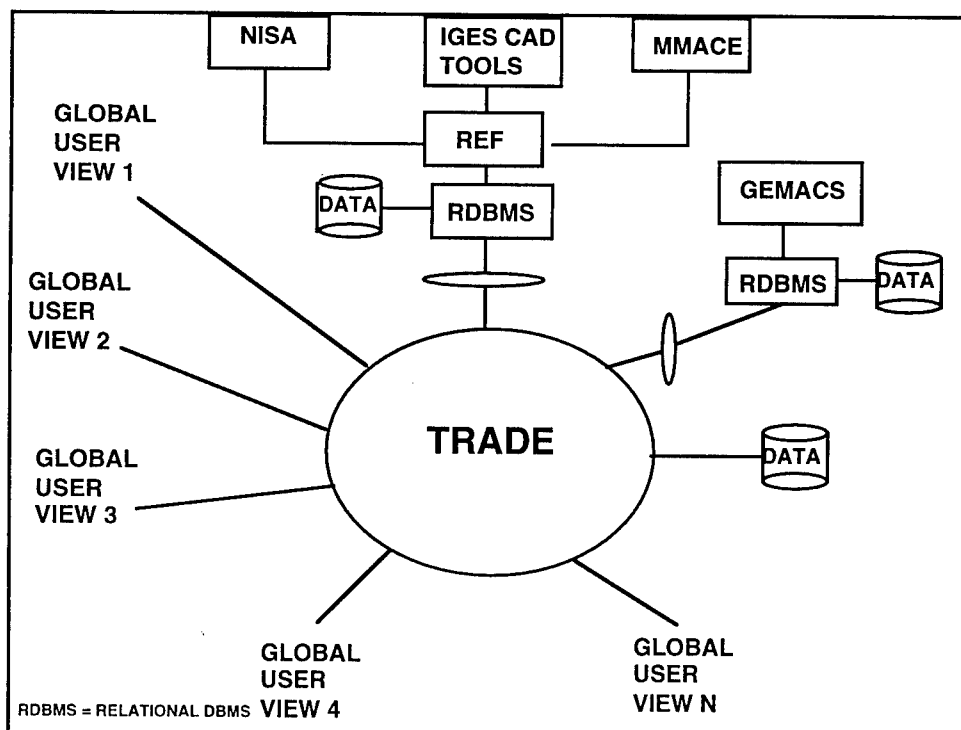 NISA
IGES CAD
TOOLS
MMACE
GLOBAL
USER
VIEW 1
REF
DATA
RDBMS
GEMACS
RDBMS
DATA
GLOBAL
USER
VIEW 2
TRADE
DATA
GLOBAL
USER
VIEW 3
GLOBAL
USER
VIEW 4
GLOBAL
USER
VIEW N
RDBMS = RELATIONAL DBMS